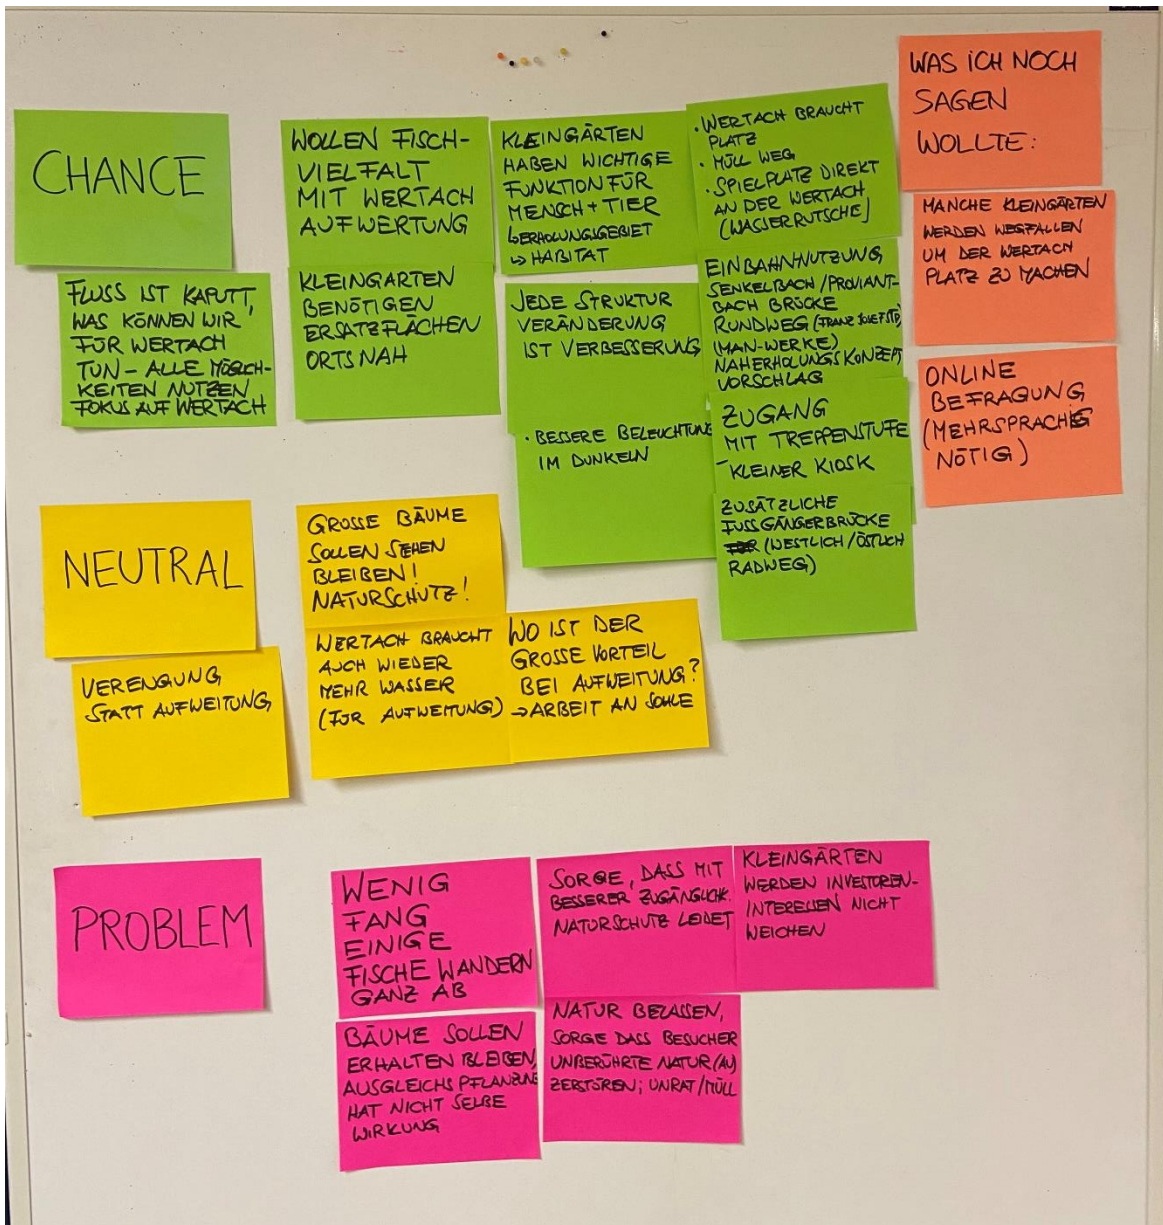 CHANCE
FLUSS IST KAPUTT,
WAS KÖNNEN WIR
FÜR WERTACH
TUN – ALLE MÖGLICH-
KEITEN NUTZEN
FOKUS AUF WERTACH
WOLLEN FISCH-
VIELFALT
MIT WERTACH
AUFWERTUNG
KLEINGÄRTEN
BENÖTIGEN
ERSATZFLÄCHEN
ORTSNAH
KLEINGÄRTEN
HABEN WICHTIGE
FUNKTION FÜR
MENSCH + TIER
↳ ERHOLUNGSGEBIET
↳ HABITAT
JEDE STRUKTUR
VERÄNDERUNG
IST VERBESSERUNG
• BESSERE BELEUCHTUNG
IM DUNKELN
• WERTACH BRAUCHT
PLATZ
• MÜLL WEG
• SPIELPLATZ DIREKT
AN DER WERTACH
(WASSERRUTSCHE)
EINBAHNNUTZUNG
SENKELBACH / PROVIANT-
BACH BRÜCKE
RUNDWEG (FRANZ JOSEF STR)
(MAN-WERKE)
NAHERHOLUNGSKONZEPT
VORSCHLAG
ZUGANG
MIT TREPPENSTUFE
– KLEINER KIOSK
ZUSÄTZLICHE
FUSSGÄNGERBRÜCKE
(WESTLICH / ÖSTLICH
RADWEG)
WAS ICH NOCH
SAGEN
WOLLTE:
MANCHE KLEINGÄRTEN
WERDEN WEGFALLEN
UM DER WERTACH
PLATZ ZU MACHEN
ONLINE
BEFRAGUNG
(MEHRSPRACHIG
NÖTIG)
NEUTRAL
VERENGUNG
STATT AUFWEITUNG
GROSSE BÄUME
SOLLEN STEHEN
BLEIBEN!
NATURSCHUTZ!
WERTACH BRAUCHT
AUCH WIEDER
MEHR WASSER
(FÜR AUFWEITUNG)
WO IST DER
GROSSE VORTEIL
BEI AUFWEITUNG?
→ ARBEIT AN SOHLE
PROBLEM
WENIG
FANG
EINIGE
FISCHE WANDERN
GANZ AB
BÄUME SOLLEN
ERHALTEN BLEIBEN,
AUSGLEICHSPFLANZUNG
HAT NICHT SELBE
WIRKUNG
SORGE, DASS MIT
BESSERER ZUGÄNGLICHK.
NATURSCHUTZ LEIDET
NATUR BELASSEN,
SORGE DASS BESUCHER
UNBERÜHRTE NATUR (AU)
ZERSTÖREN; UNRAT / MÜLL
KLEINGÄRTEN
WERDEN INVESTOREN-
INTERESSEN NICHT
WEICHEN